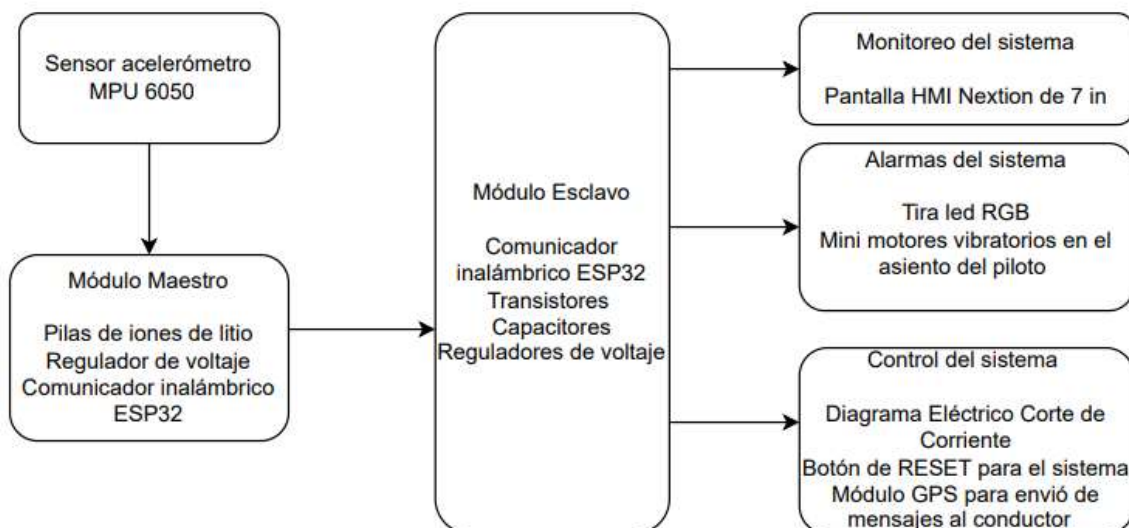 Sensor acelerómetro
MPU 6050
Módulo Maestro
Pilas de iones de litio
Regulador de voltaje
Comunicador inalámbrico
ESP32
Módulo Esclavo
Comunicador
inalámbrico ESP32
Transistores
Capacitores
Reguladores de voltaje
Monitoreo del sistema
Pantalla HMI Nextion de 7 in
Alarmas del sistema
Tira led RGB
Mini motores vibratorios en el
asiento del piloto
Control del sistema
Diagrama Eléctrico Corte de
Corriente
Botón de RESET para el sistema
Módulo GPS para envió de
mensajes al conductor